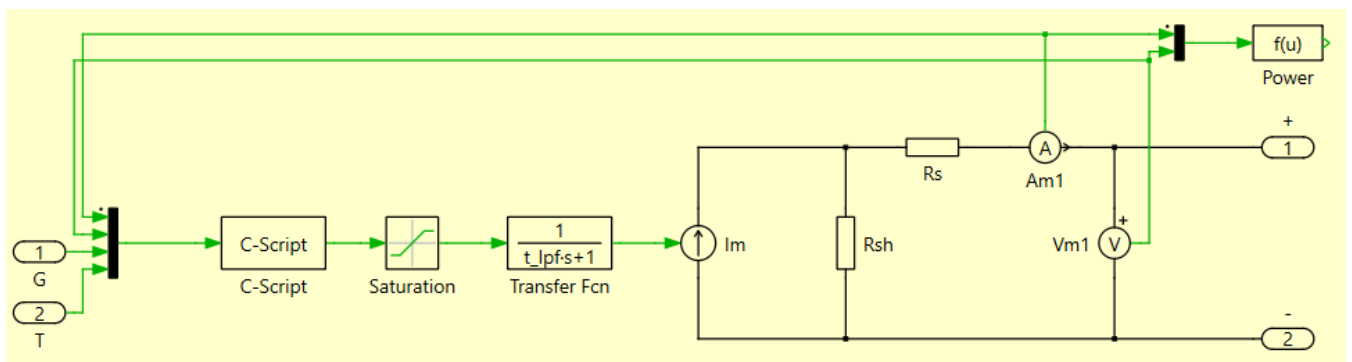 f(u)
Power
+
1
A
Rs
Am1
1
G
C-Script
C-Script
Saturation
1
t_lpf·s+1
Transfer Fcn
Im
Rsh
+
Vm1
V
2
T
-
2